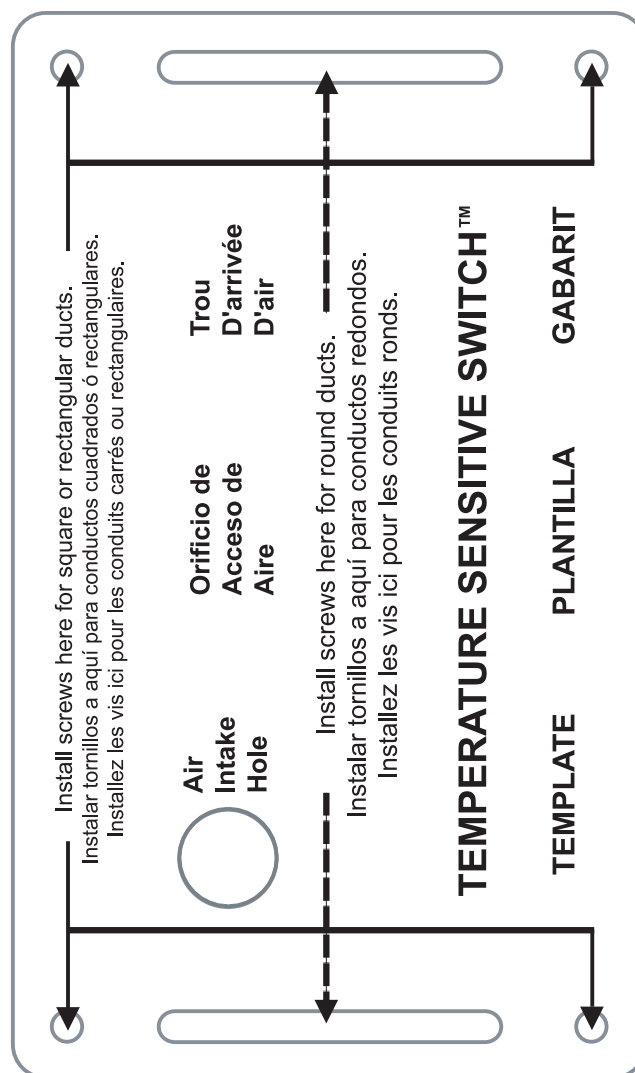 Install screws here for square or rectangular ducts.
Instalar tornillos a aquí para conductos cuadrados ó rectangulares.
Installez les vis ici pour les conduits carrés ou rectangulaires.
Air
Intake
Hole
Orificio de
Acceso de
Aire
Trou
D'arrivée
D'air
Install screws here for round ducts.
Instalar tornillos a aquí para conductos redondos.
Installez les vis ici pour les conduits ronds.
TEMPERATURE SENSITIVE SWITCH™
TEMPLATE PLANTILLA GABARIT